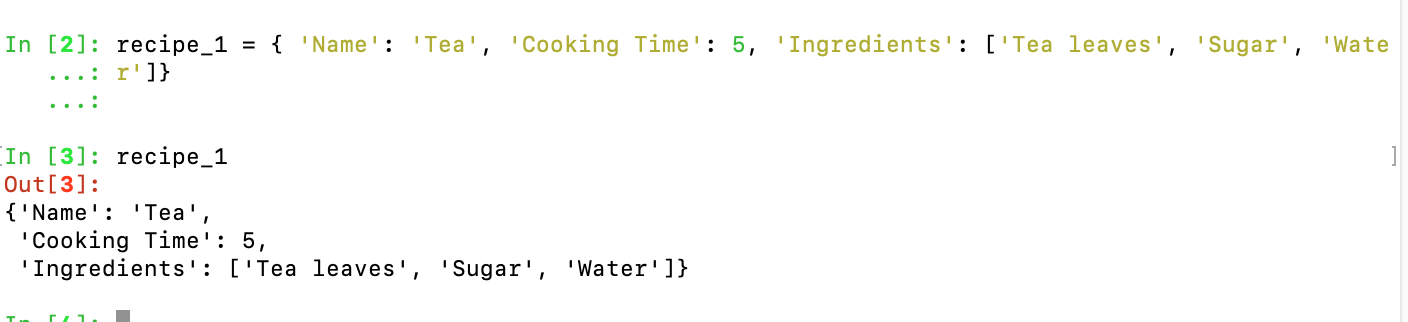 In [2]: recipe_1 = { 'Name': 'Tea', 'Cooking Time': 5, 'Ingredients': ['Tea leaves', 'Sugar', 'Wate
   ...: r']}
   ...:
[In [3]: recipe_1 ]
Out[3]:
{'Name': 'Tea',
 'Cooking Time': 5,
 'Ingredients': ['Tea leaves', 'Sugar', 'Water']}
In [4]: